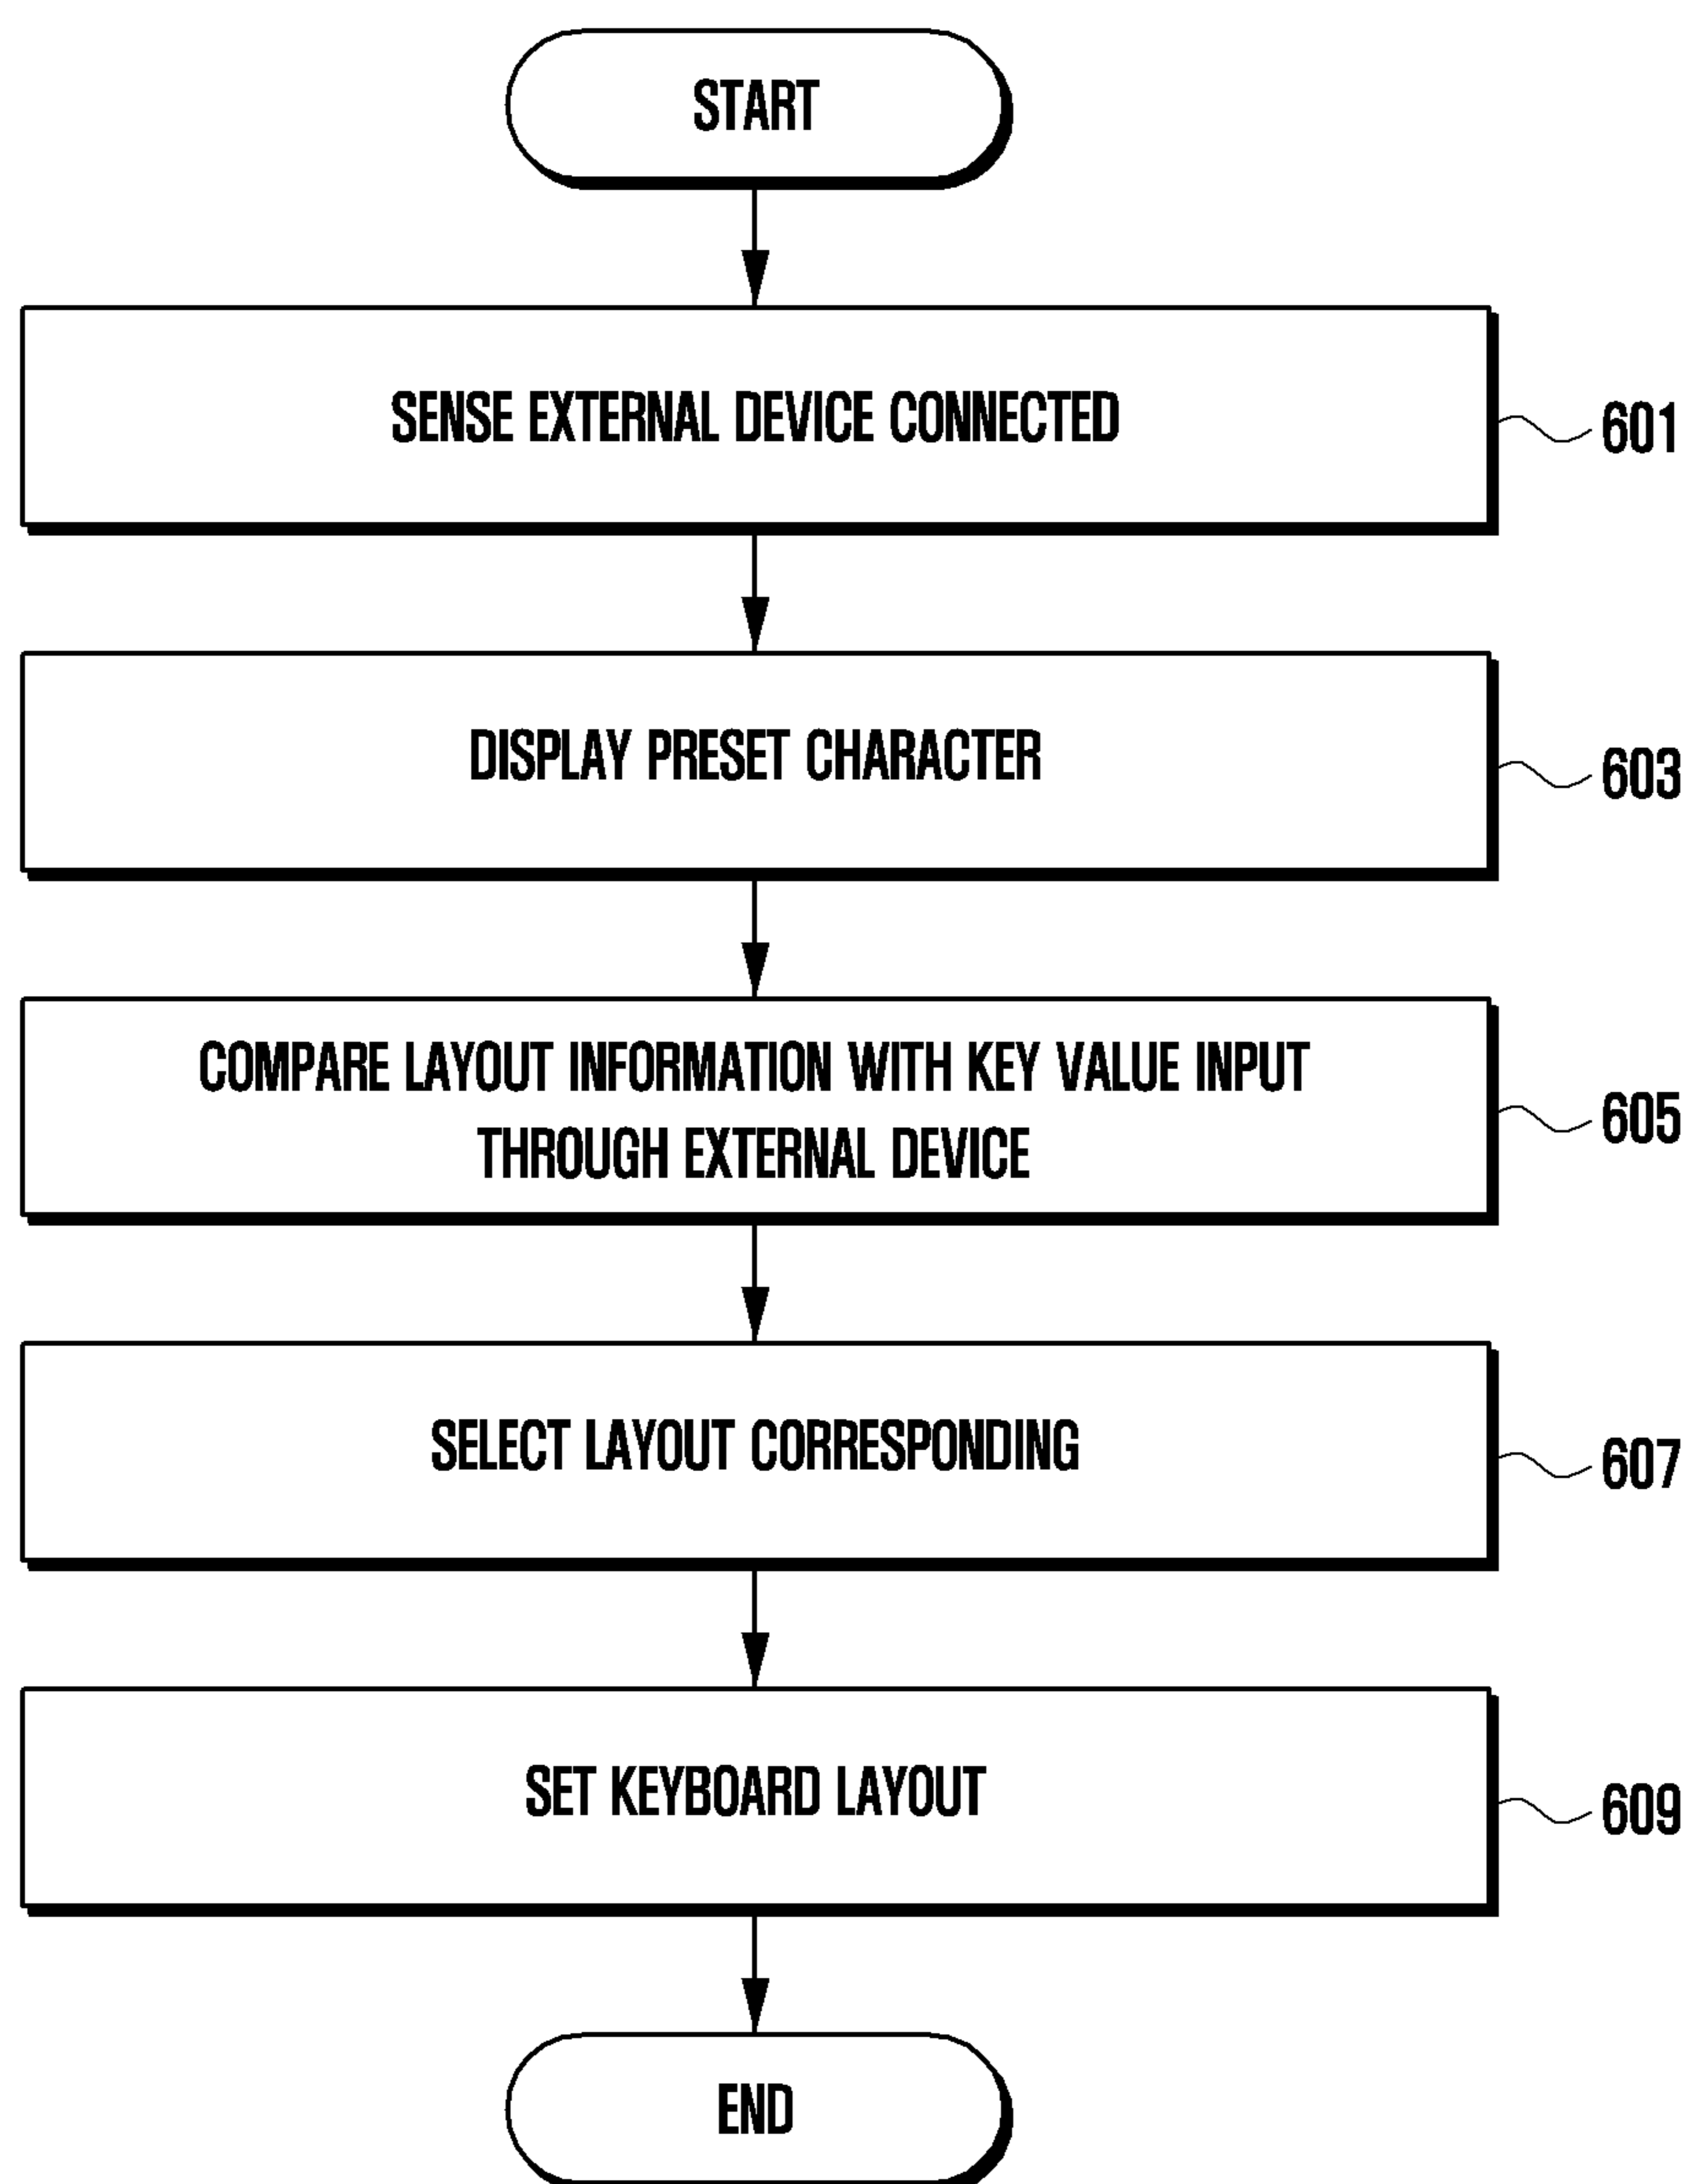 START
SENSE EXTERNAL DEVICE CONNECTED
601
DISPLAY PRESET CHARACTER
603
COMPARE LAYOUT INFORMATION WITH KEY VALUE INPUT
THROUGH EXTERNAL DEVICE
605
SELECT LAYOUT CORRESPONDING
607
SET KEYBOARD LAYOUT
609
END